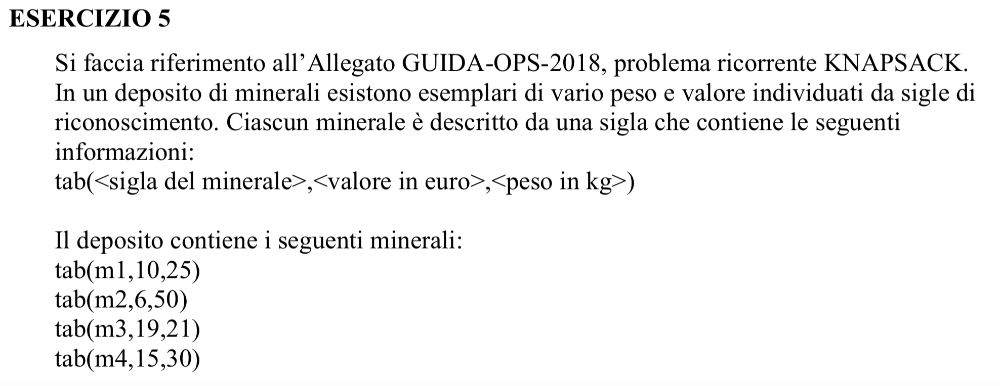 ESERCIZIO 5
Si faccia riferimento all’Allegato GUIDA-OPS-2018, problema ricorrente KNAPSACK.
In un deposito di minerali esistono esemplari di vario peso e valore individuati da sigle di
riconoscimento. Ciascun minerale è descritto da una sigla che contiene le seguenti
informazioni:
tab(<sigla del minerale>,<valore in euro>,<peso in kg>)
Il deposito contiene i seguenti minerali:
tab(m1,10,25)
tab(m2,6,50)
tab(m3,19,21)
tab(m4,15,30)